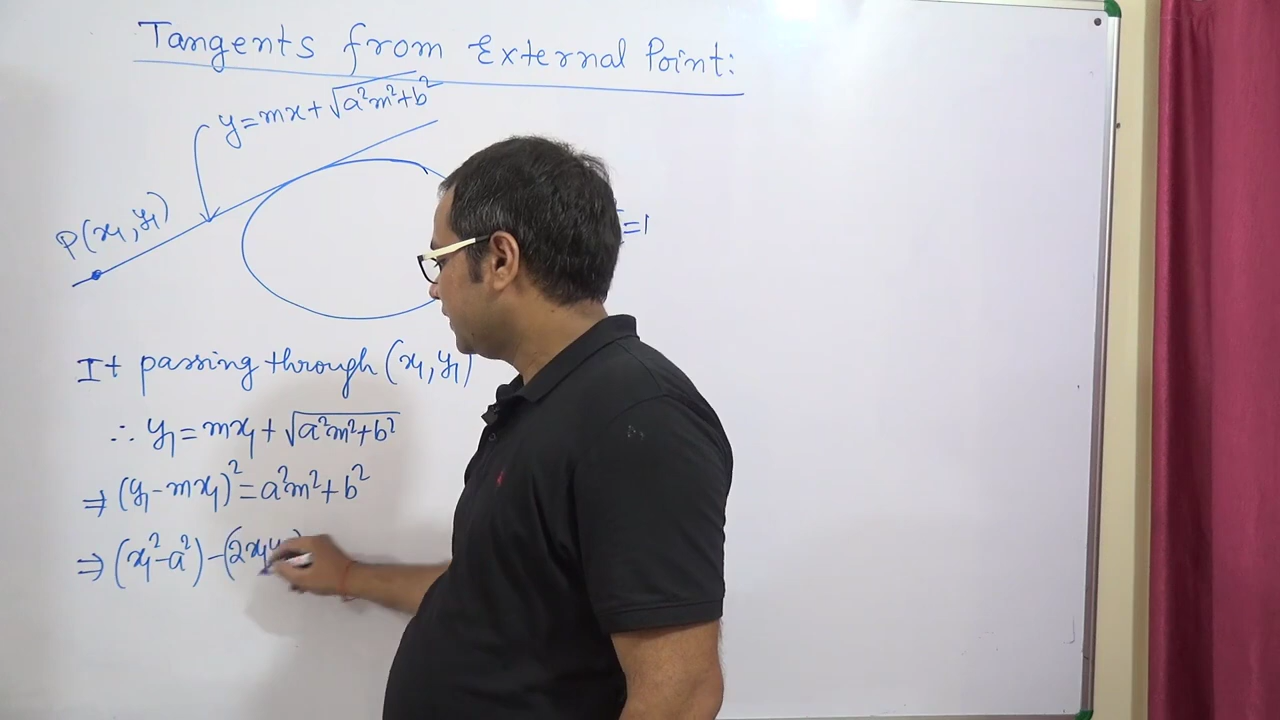 Tangents from External Point:
y=mx+√a²m²+b²
P(x₁,y₁)
=1
It passing through (x₁,y₁)
∴ y₁=mx₁+√a²m²+b²
⇒ (y₁-mx₁)²=a²m²+b²
⇒ (x₁²-a²)-(2x₁y₁)